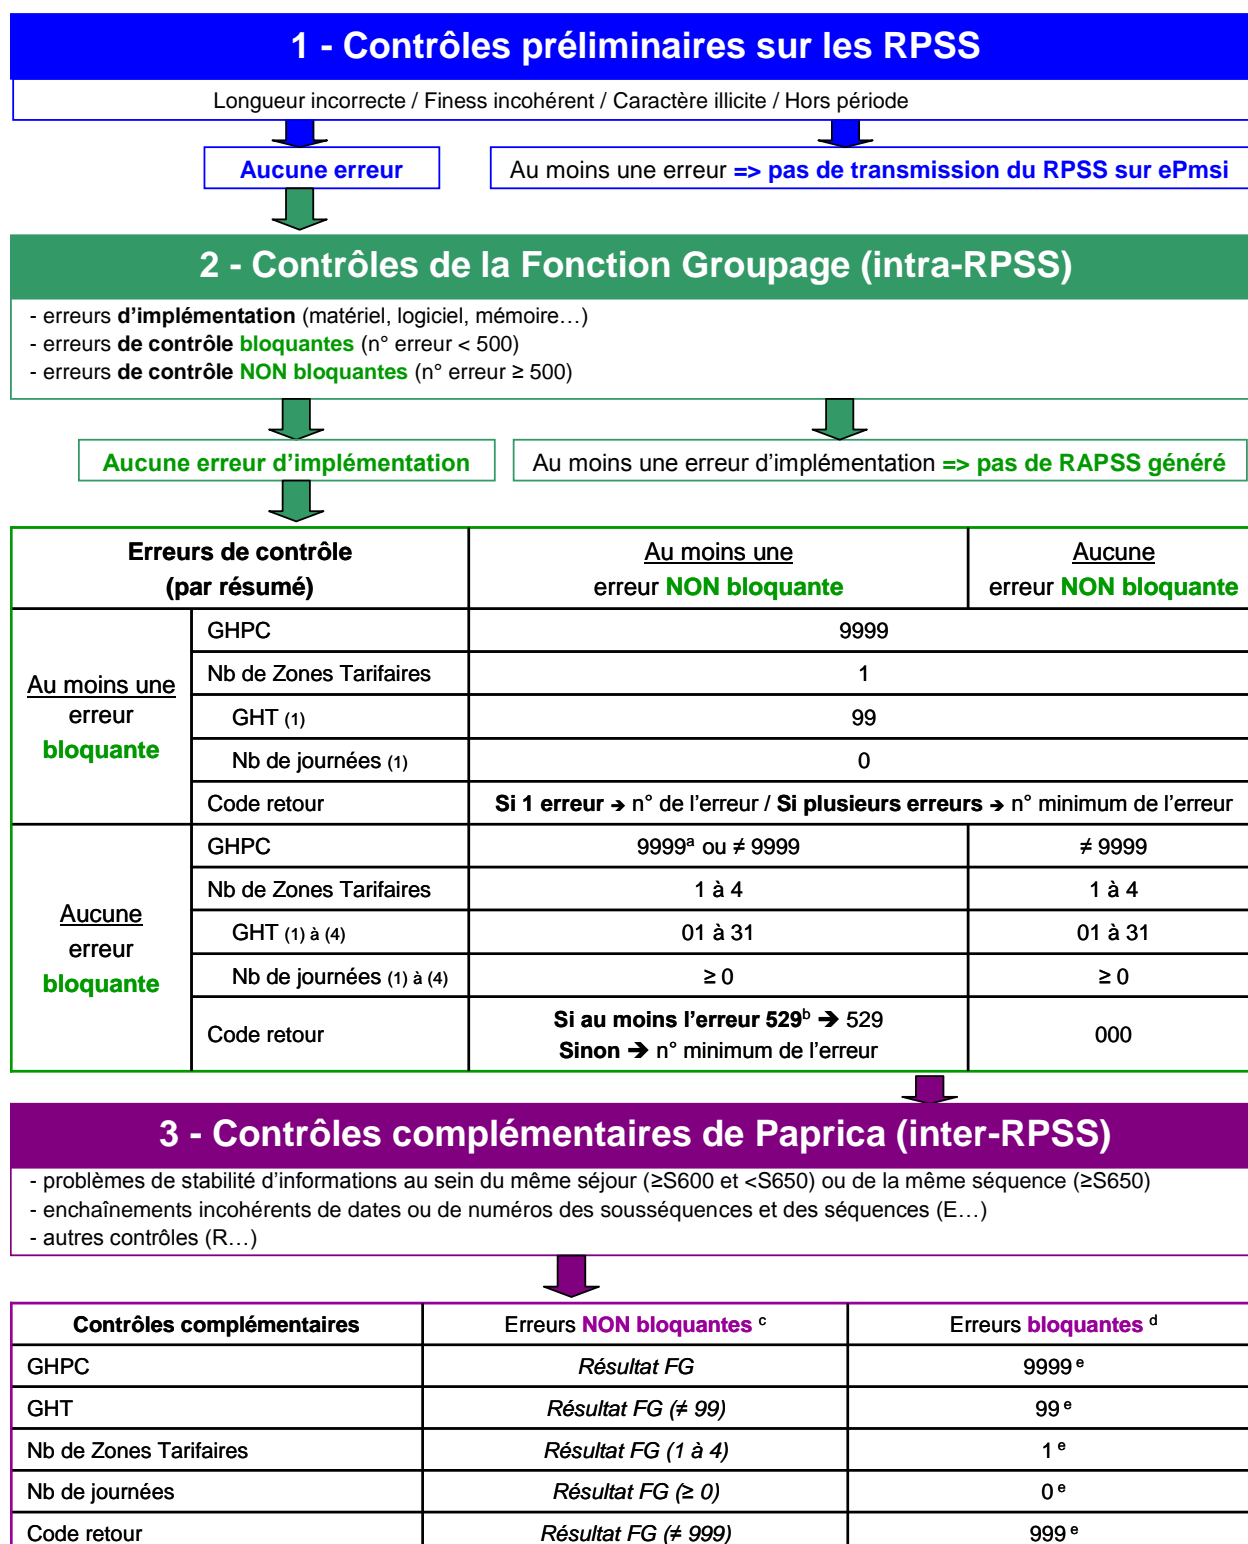 1 - Contrôles préliminaires sur les RPSS
Longueur incorrecte / Finess incohérent / Caractère illicite / Hors période
Aucune erreur
Au moins une erreur => pas de transmission du RPSS sur ePmsi
2 - Contrôles de la Fonction Groupage (intra-RPSS)
- erreurs d'implémentation (matériel, logiciel, mémoire…)
- erreurs de contrôle bloquantes (n° erreur < 500)
- erreurs de contrôle NON bloquantes (n° erreur ≥ 500)
Aucune erreur d'implémentation
Au moins une erreur d'implémentation => pas de RAPSS généré
Erreurs de contrôle
(par résumé)
Au moins une
erreur NON bloquante
Aucune
erreur NON bloquante
Au moins une
erreur
bloquante
GHPC
9999
Nb de Zones Tarifaires
1
GHT (1)
99
Nb de journées (1)
0
Code retour
Si 1 erreur ➔ n° de l'erreur / Si plusieurs erreurs ➔ n° minimum de l'erreur
Aucune
erreur
bloquante
GHPC
9999ᵃ ou ≠ 9999
≠ 9999
Nb de Zones Tarifaires
1 à 4
1 à 4
GHT (1) à (4)
01 à 31
01 à 31
Nb de journées (1) à (4)
≥ 0
≥ 0
Code retour
Si au moins l'erreur 529ᵇ ➔ 529
Sinon ➔ n° minimum de l'erreur
000
3 - Contrôles complémentaires de Paprica (inter-RPSS)
- problèmes de stabilité d'informations au sein du même séjour (≥S600 et <S650) ou de la même séquence (≥S650)
- enchaînements incohérents de dates ou de numéros des sousséquences et des séquences (E…)
- autres contrôles (R…)
Contrôles complémentaires
Erreurs NON bloquantes ᶜ
Erreurs bloquantes ᵈ
GHPC
Résultat FG
9999 ᵉ
GHT
Résultat FG (≠ 99)
99 ᵉ
Nb de Zones Tarifaires
Résultat FG (1 à 4)
1 ᵉ
Nb de journées
Résultat FG (≥ 0)
0 ᵉ
Code retour
Résultat FG (≠ 999)
999 ᵉ